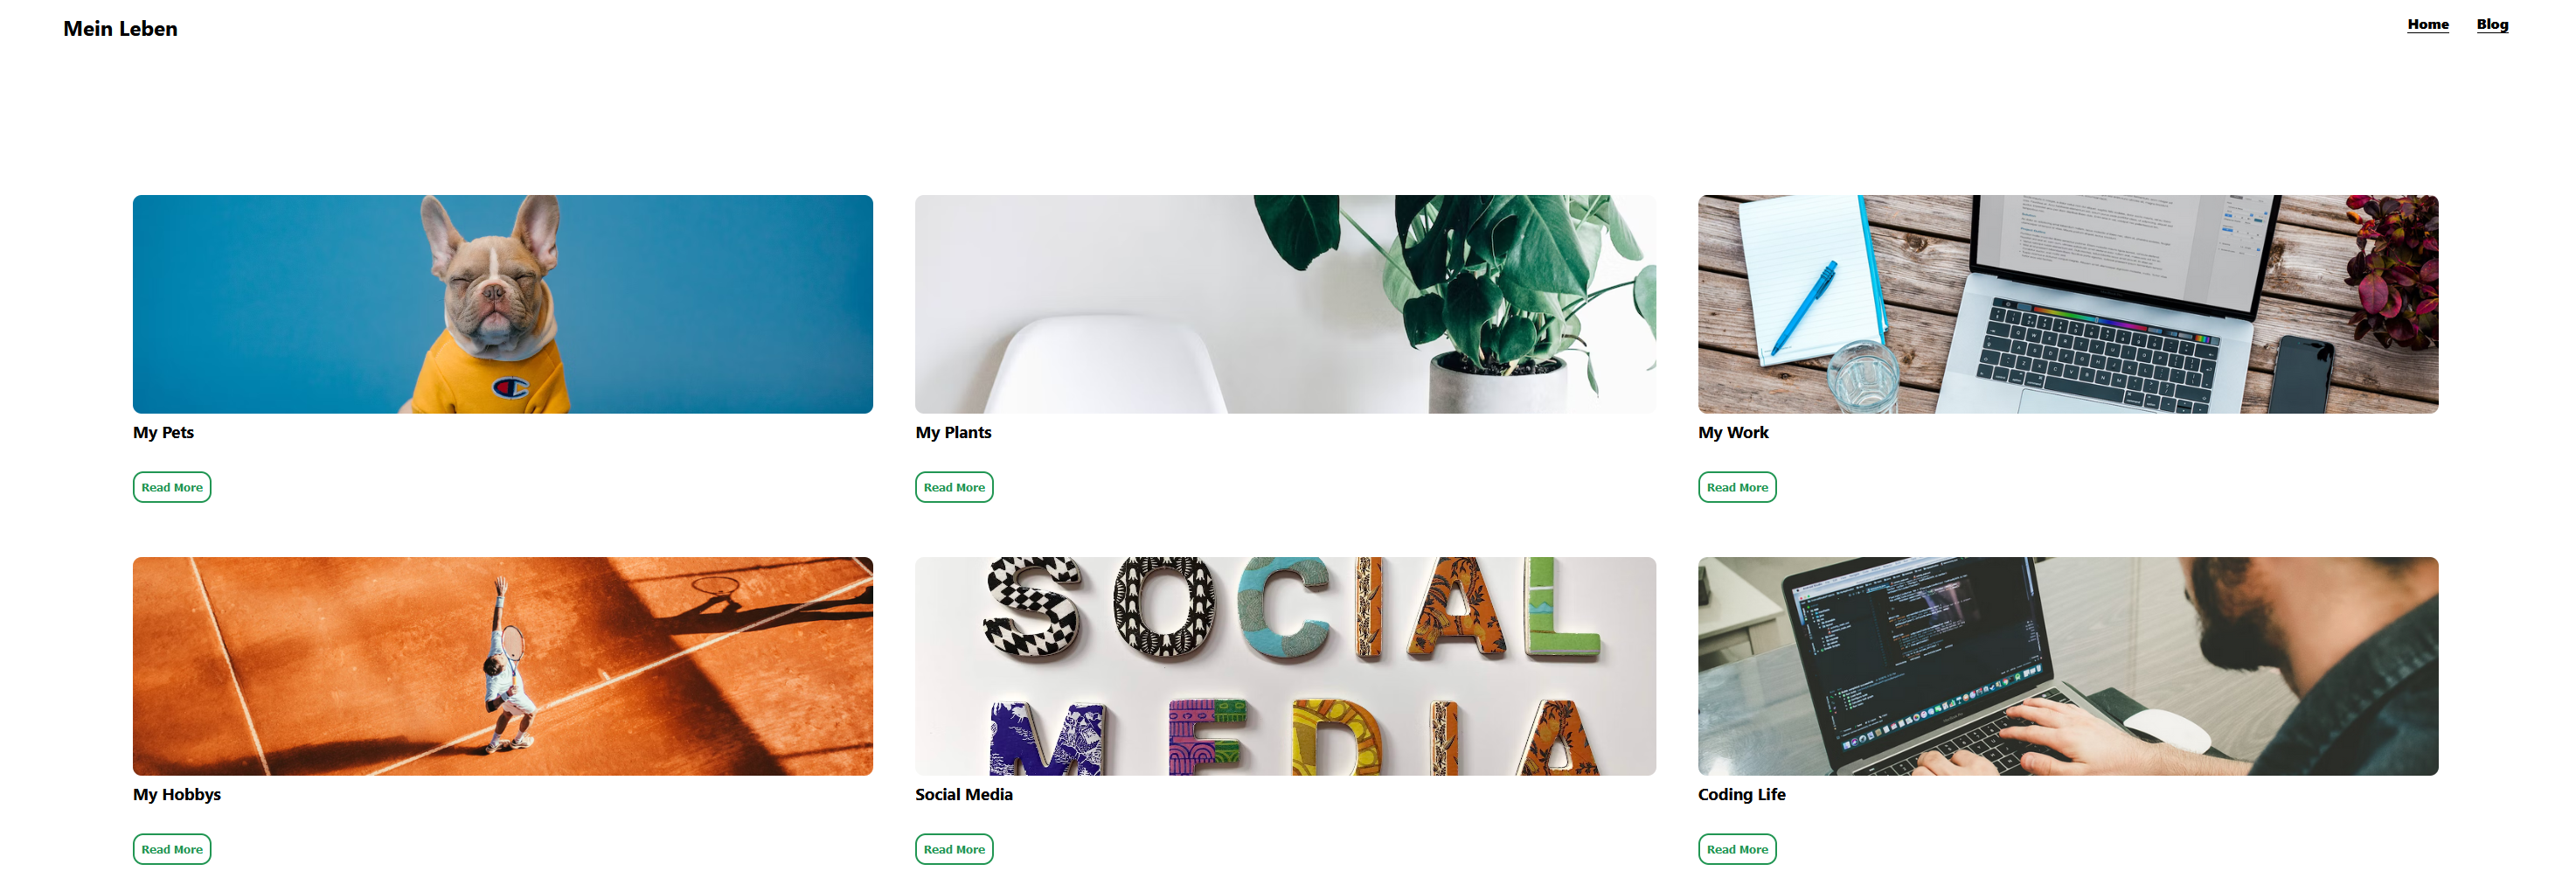 Mein Leben
Home Blog
My Pets
My Plants
My Work
Read More
Read More
Read More
SOCIAL
MEDIA
My Hobbys
Social Media
Coding Life
Read More
Read More
Read More